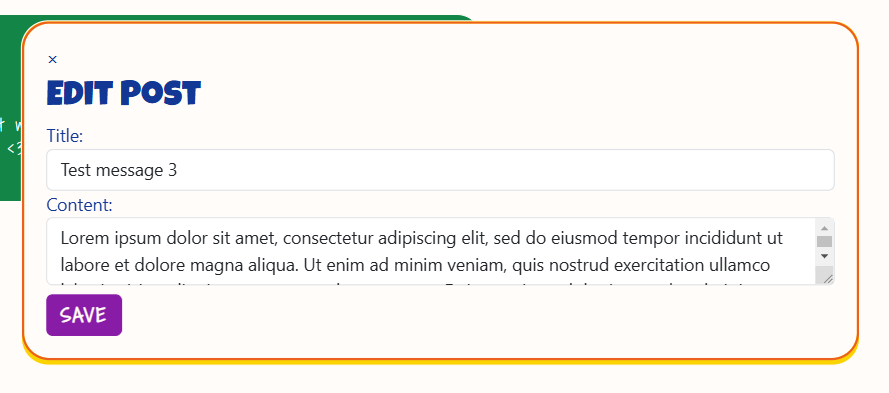 ×
EDIT POST
Title:
Test message 3
Content:
Lorem ipsum dolor sit amet, consectetur adipiscing elit, sed do eiusmod tempor incididunt ut
labore et dolore magna aliqua. Ut enim ad minim veniam, quis nostrud exercitation ullamco
<3
SAVE